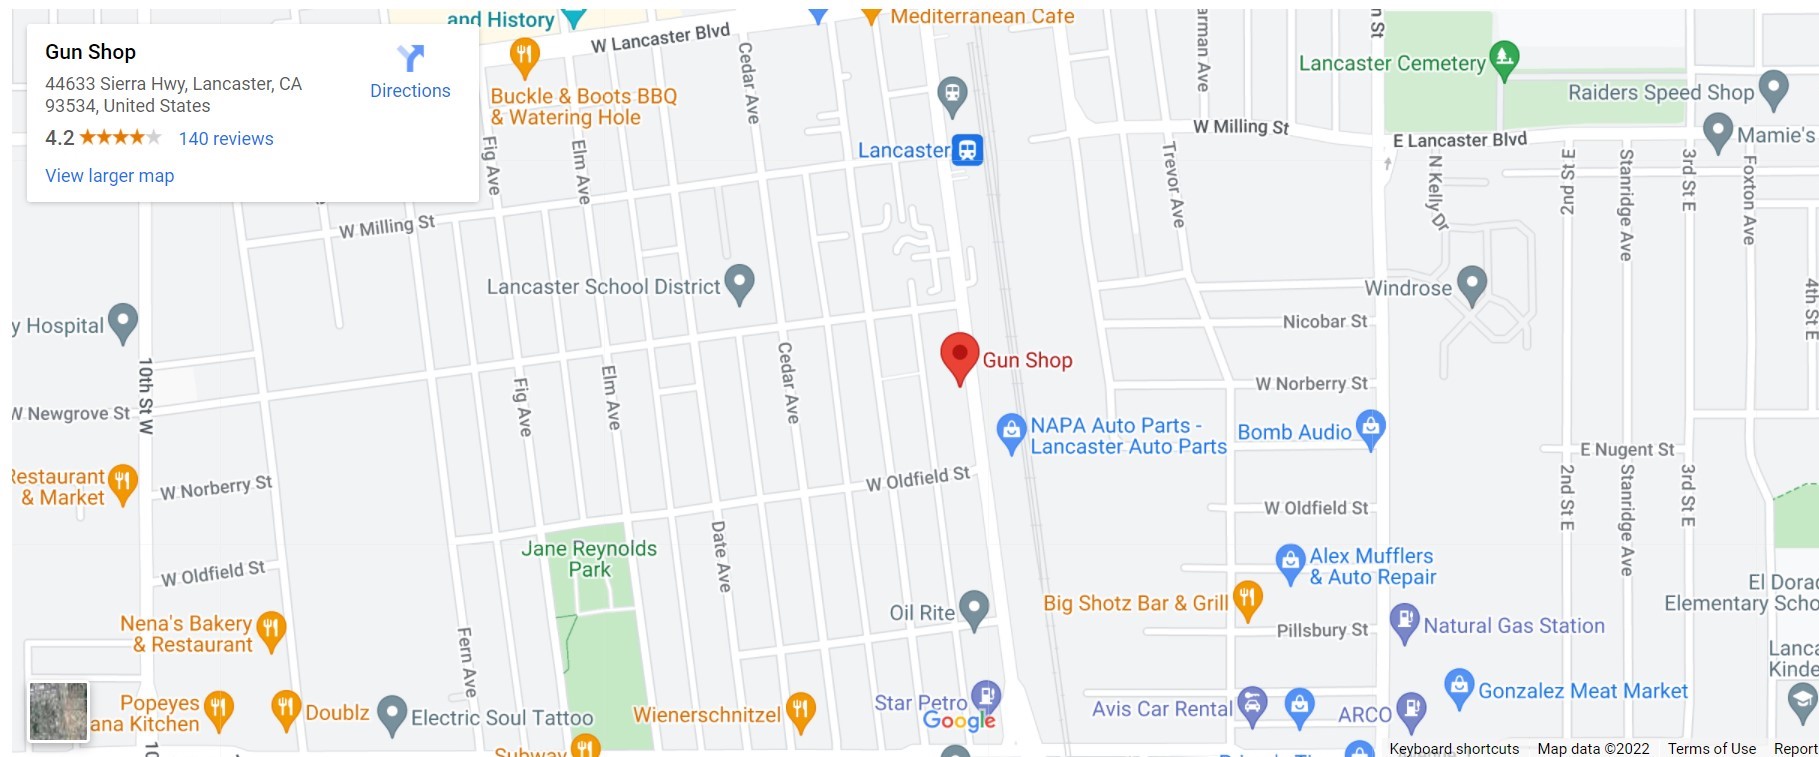 Gun Shop
44633 Sierra Hwy, Lancaster, CA
93534, United States
4.2
140 reviews
View larger map
Directions
and History
Mediterranean Cafe
W Lancaster Blvd
Cedar Ave
Buckle & Boots BBQ
& Watering Hole
Fig Ave
Elm Ave
Lancaster
W Milling St
Trevor Ave
Lancaster Cemetery
Raiders Speed Shop
E Lancaster Blvd
Mamie's
N Kelly Dr
2nd St E
Stanridge Ave
3rd St E
Foxton Ave
W Milling St
Lancaster School District
Windrose
4th St E
y Hospital
Nicobar St
10th St W
Gun Shop
Cedar Ave
Fig Ave
Elm Ave
W Norberry St
W Newgrove St
NAPA Auto Parts -
Lancaster Auto Parts
Bomb Audio
E Nugent St
Restaurant
& Market
W Norberry St
W Oldfield St
2nd St E
Stanridge Ave
3rd St E
W Oldfield St
Jane Reynolds
Park
Date Ave
W Oldfield St
Alex Mufflers
& Auto Repair
El Dorac
Elementary Scho
Big Shotz Bar & Grill
Oil Rite
Nena's Bakery
& Restaurant
Pillsbury St
Natural Gas Station
Fern Ave
Lanca
Kinde
Popeyes
ana Kitchen
Doublz
Electric Soul Tattoo
Wienerschnitzel
Star Petro
Google
Avis Car Rental
ARCO
Gonzalez Meat Market
Subway
10
Keyboard shortcuts
Map data ©2022
Terms of Use
Report